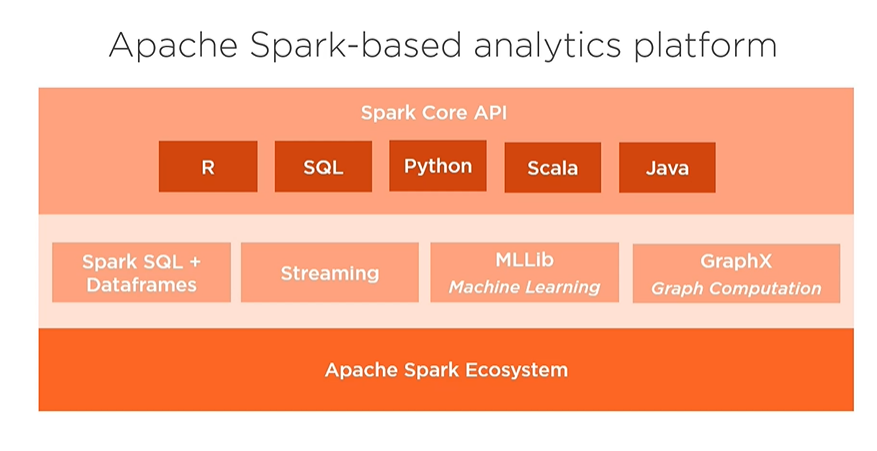 Apache Spark-based analytics platform
Spark Core API
R
SQL
Python
Scala
Java
Spark SQL +
Dataframes
Streaming
MLLib
Machine Learning
GraphX
Graph Computation
Apache Spark Ecosystem